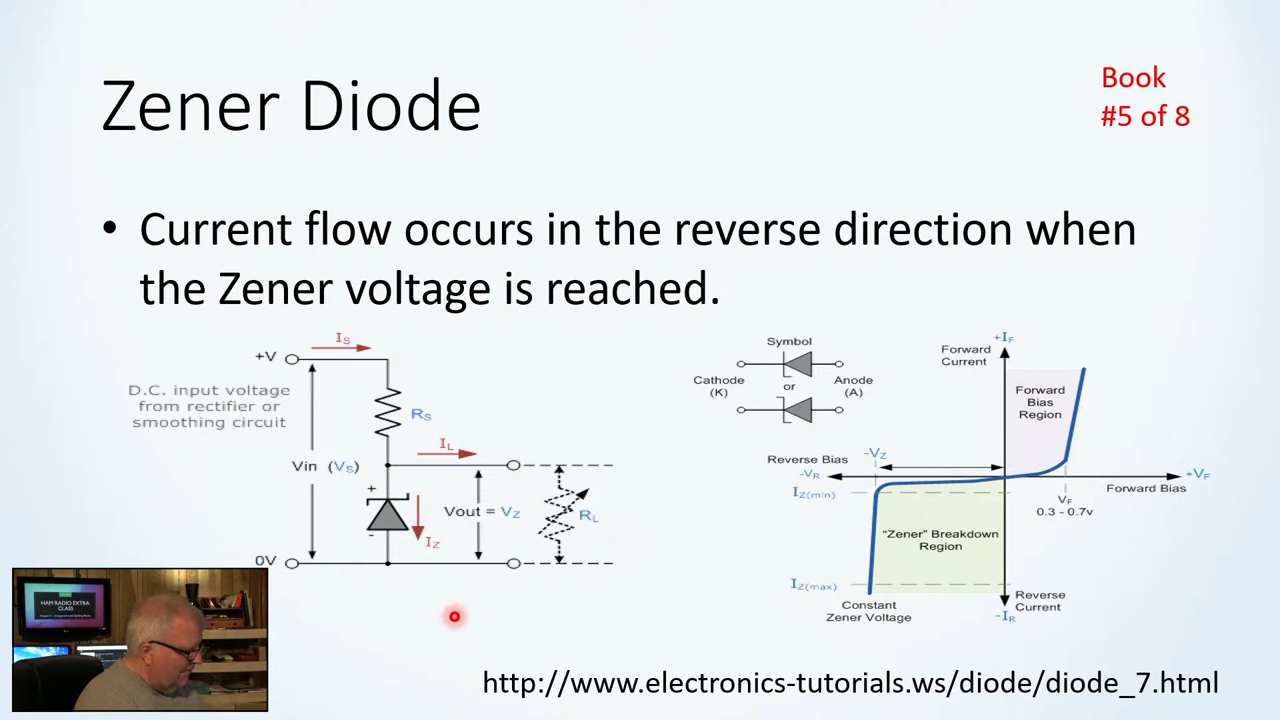 Zener Diode
Book
#5 of 8
• Current flow occurs in the reverse direction when
the Zener voltage is reached.
+V
IS
D.C. input voltage
from rectifier or
smoothing circuit
RS
IL
Vin (VS)
+
-
IZ
Vout = VZ
RL
0V
Symbol
Cathode
(K)
or
Anode
(A)
+IF
Forward
Current
Forward
Bias
Region
Reverse Bias
-VZ
-VR
+VF
Forward Bias
IZ(min)
VF
0.3 - 0.7v
"Zener" Breakdown
Region
IZ(max)
Constant
Zener Voltage
Reverse
Current
-IR
HAM RADIO EXTRA
CLASS
http://www.electronics-tutorials.ws/diode/diode_7.html